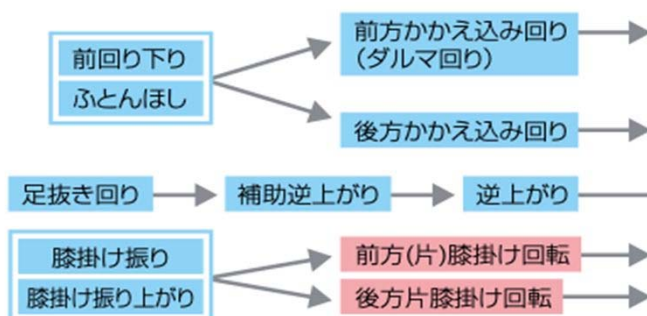 前回り下り
ふとんほし
前方かかえ込み回り
(ダルマ回り)
後方かかえ込み回り
足抜き回り
補助逆上がり
逆上がり
膝掛け振り
膝掛け振り上がり
前方(片)膝掛け回転
後方片膝掛け回転